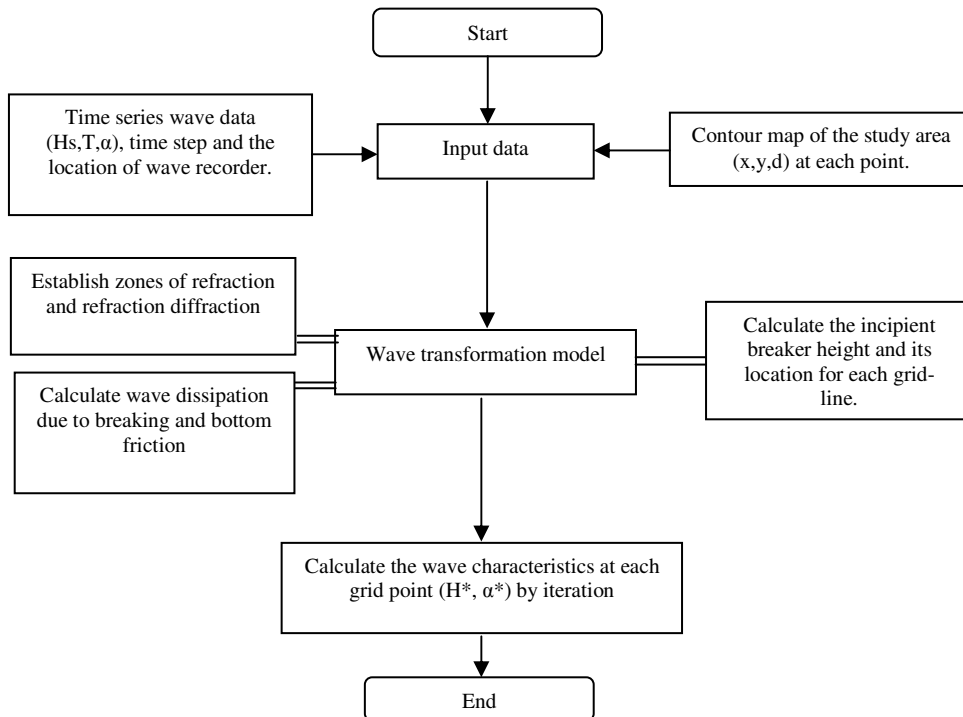 Start
Time series wave data
(Hs,T,α), time step and the
location of wave recorder.
Input data
Contour map of the study area
(x,y,d) at each point.
Establish zones of refraction
and refraction diffraction
Wave transformation model
Calculate the incipient
breaker height and its
location for each grid-
line.
Calculate wave dissipation
due to breaking and bottom
friction
Calculate the wave characteristics at each
grid point (H*, α*) by iteration
End